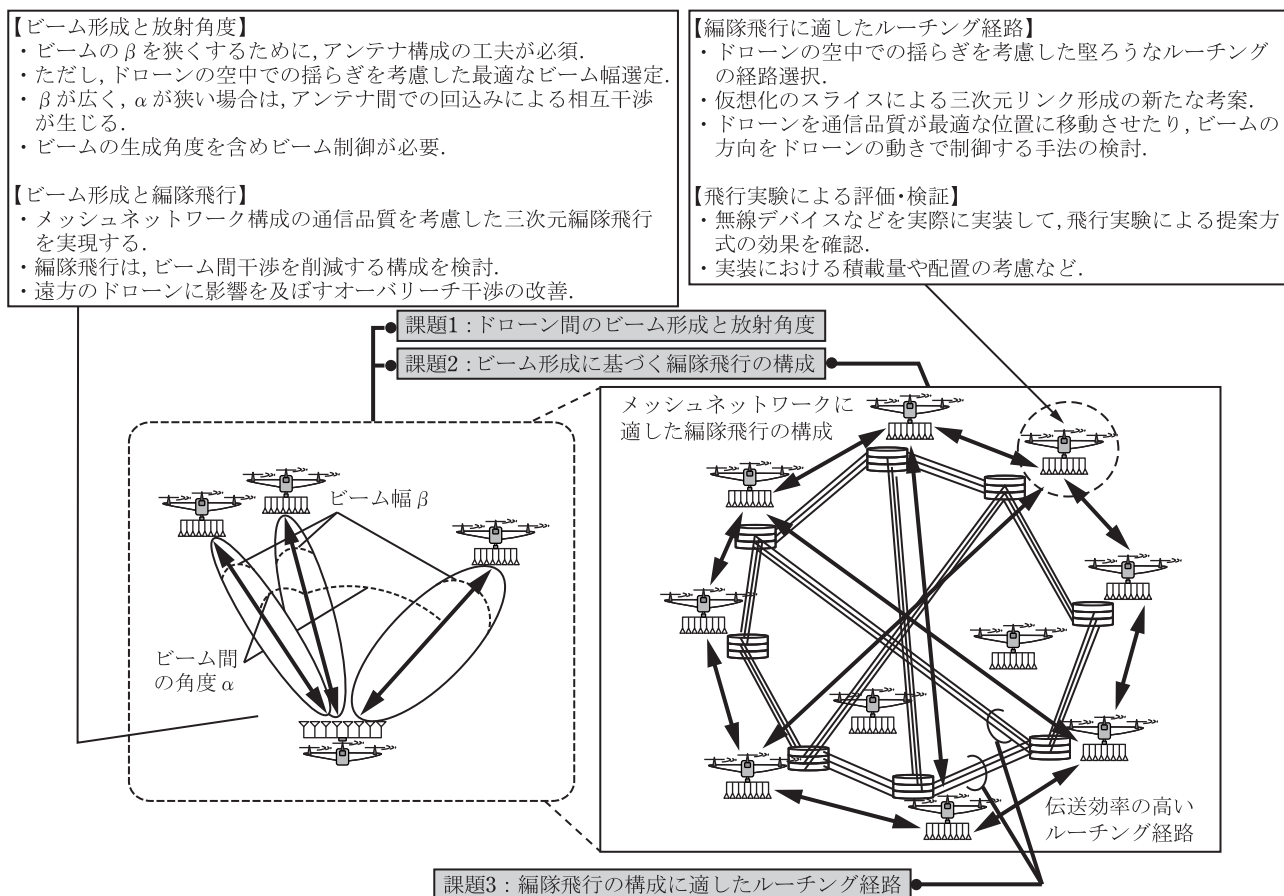 【ビーム形成と放射角度】
・ビームのβを狭くするために,アンテナ構成の工夫が必須.
・ただし,ドローンの空中での揺らぎを考慮した最適なビーム幅選定.
・βが広く,αが狭い場合は,アンテナ間での回込みによる相互干渉
が生じる.
・ビームの生成角度を含めビーム制御が必要.
【ビーム形成と編隊飛行】
・メッシュネットワーク構成の通信品質を考慮した三次元編隊飛行
を実現する.
・編隊飛行は,ビーム間干渉を削減する構成を検討.
・遠方のドローンに影響を及ぼすオーバリーチ干渉の改善.
【編隊飛行に適したルーチング経路】
・ドローンの空中での揺らぎを考慮した堅ろうなルーチング
の経路選択.
・仮想化のスライスによる三次元リンク形成の新たな考案.
・ドローンを通信品質が最適な位置に移動させたり,ビームの
方向をドローンの動きで制御する手法の検討.
【飛行実験による評価・検証】
・無線デバイスなどを実際に実装して,飛行実験による提案方
式の効果を確認.
・実装における積載量や配置の考慮など.
課題1:ドローン間のビーム形成と放射角度
課題2:ビーム形成に基づく編隊飛行の構成
ビーム幅β
ビーム間
の角度α
メッシュネットワークに
適した編隊飛行の構成
伝送効率の高い
ルーチング経路
課題3:編隊飛行の構成に適したルーチング経路